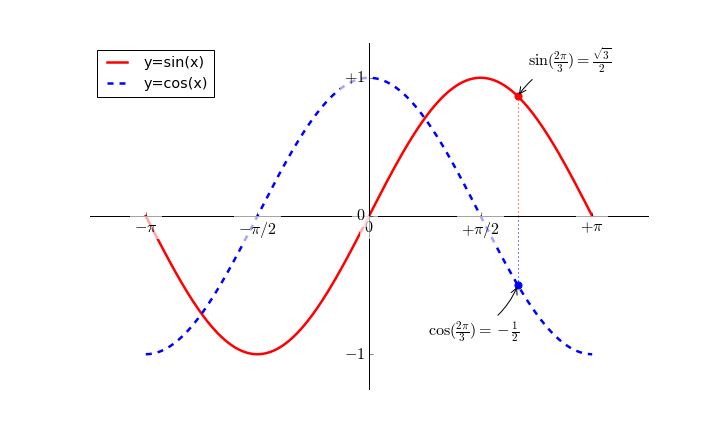 y=sin(x)
y=cos(x)
sin(2π/3) = √3/2
+1
0
−π
−π/2
0
+π/2
+π
cos(2π/3) = −1/2
−1